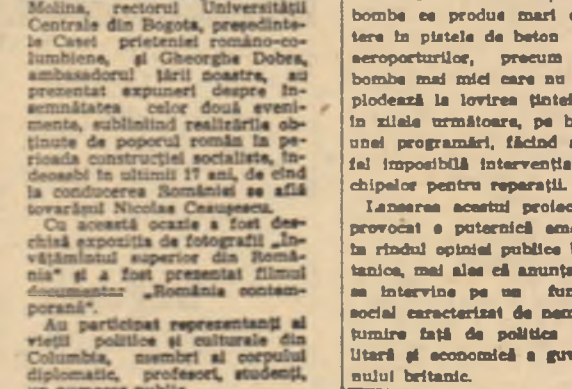 Molina, rectorul Universității
Centrale din Bogota, președinte-
le Casei prieteniei româno-co-
lumbiene, și Gheorghe Dobra,
ambasadorul țării noastre, au
prezentat expuneri despre în-
semnătatea celor două eveni-
mente, subliniind realizările ob-
ținute de poporul român în pe-
rioada construcției socialiste, în-
deosebi în ultimii 17 ani, de cînd
la conducerea României se află
tovarășul Nicolae Ceaușescu.
Cu această ocazie a fost des-
chisă expoziția de fotografii „În-
vățămîntul superior din Româ-
nia" și a fost prezentat filmul
documentar „România contem-
porană".
Au participat reprezentanți ai
vieții politice și culturale din
Columbia, membri ai corpului
diplomatic, profesori, studenți,
un numeros public.
bombe ce produc mari c
tere în pistele de beton
aeroporturilor, precum
bombe mai mici care nu
plodează la lovirea țintei
în zilele următoare, pe b
unei programări, făcînd a
fel imposibilă intervenția
chipelor pentru reparații.
Lansarea acestui proiec
provocat o puternică emo
în rîndul opiniei publice b
tanice, mai ales că anunța
se intervine pe un fun
social caracterizat de nem
țumire față de politica
litară și economică a guv
nului britanic.